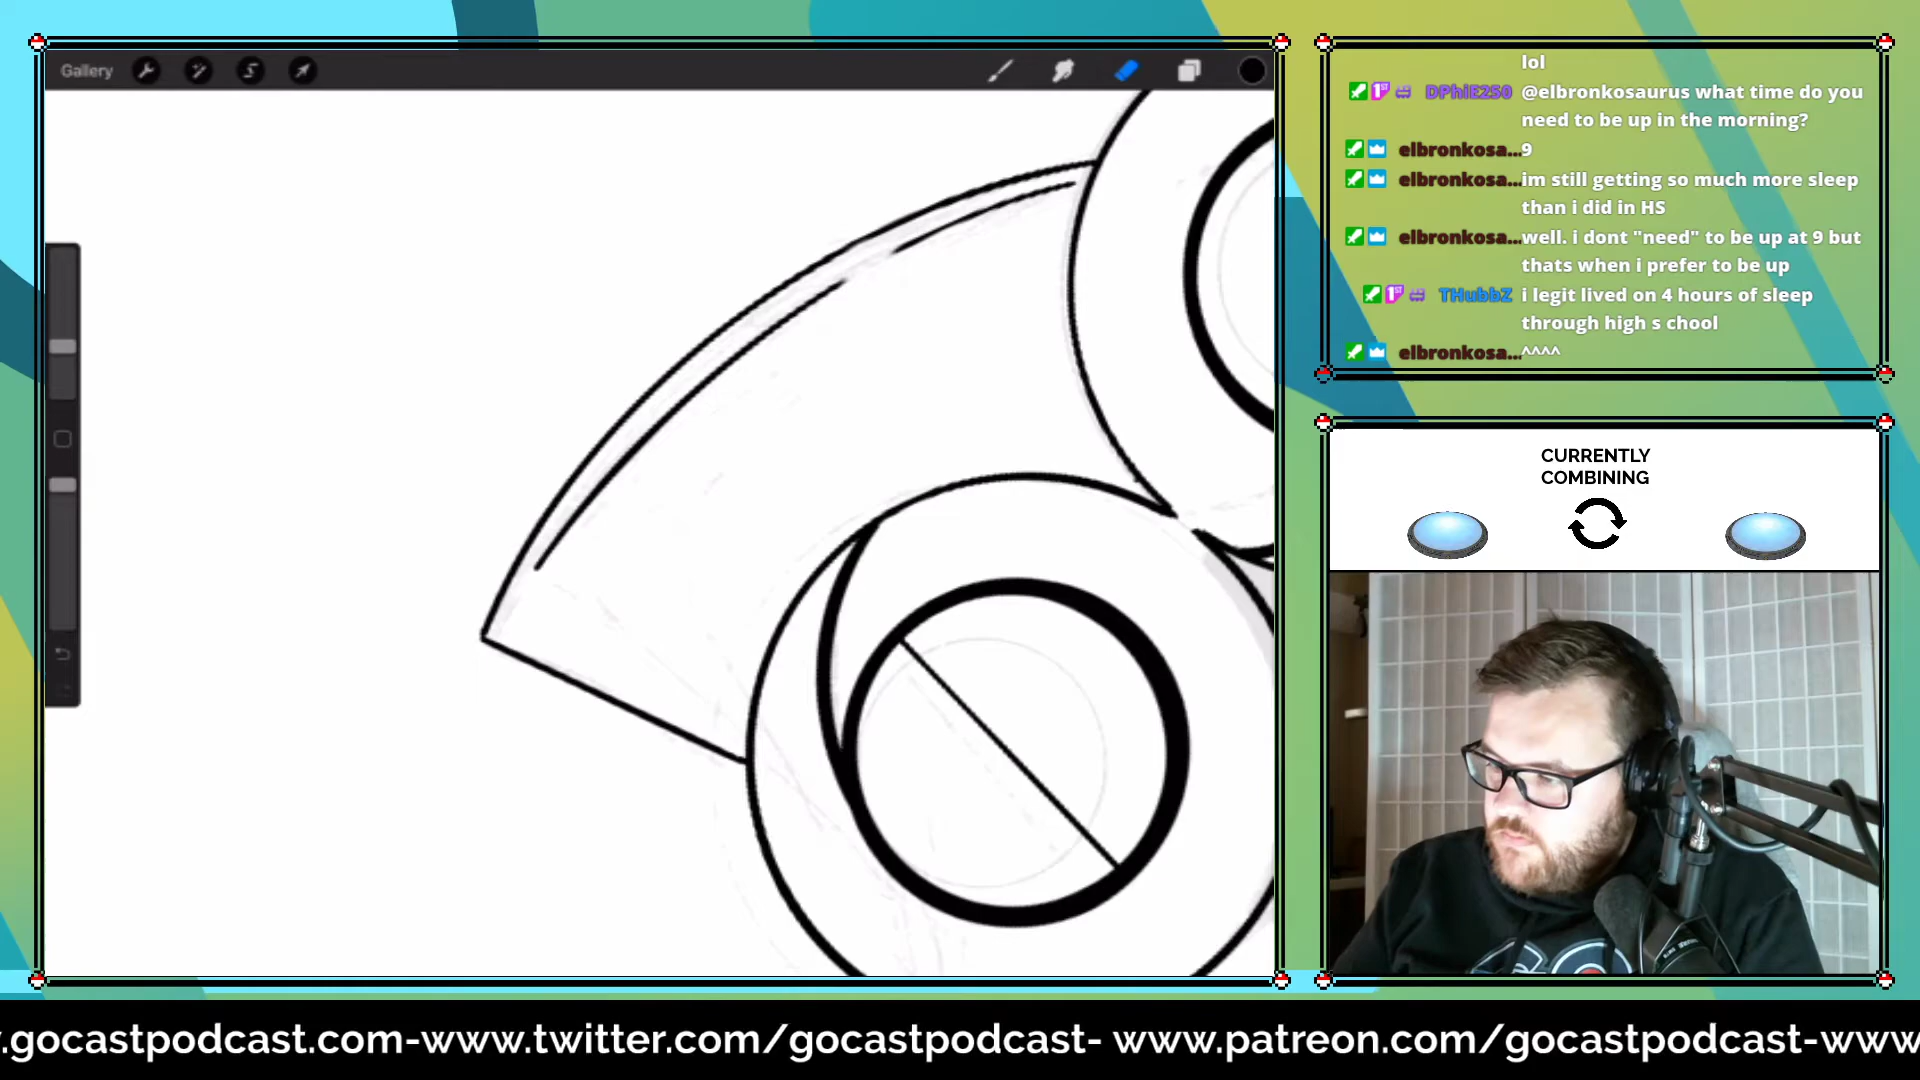 Gallery
lol
DPhiE250 @elbronkosaurus what time do you
need to be up in the morning?
elbronkosa...9
elbronkosa...im still getting so much more sleep
than i did in HS
elbronkosa...well. i dont "need" to be up at 9 but
thats when i prefer to be up
THubbZ i legit lived on 4 hours of sleep
through high s chool
elbronkosa...^^^^
CURRENTLY
COMBINING
.gocastpodcast.com-www.twitter.com/gocastpodcast- www.patreon.com/gocastpodcast-www